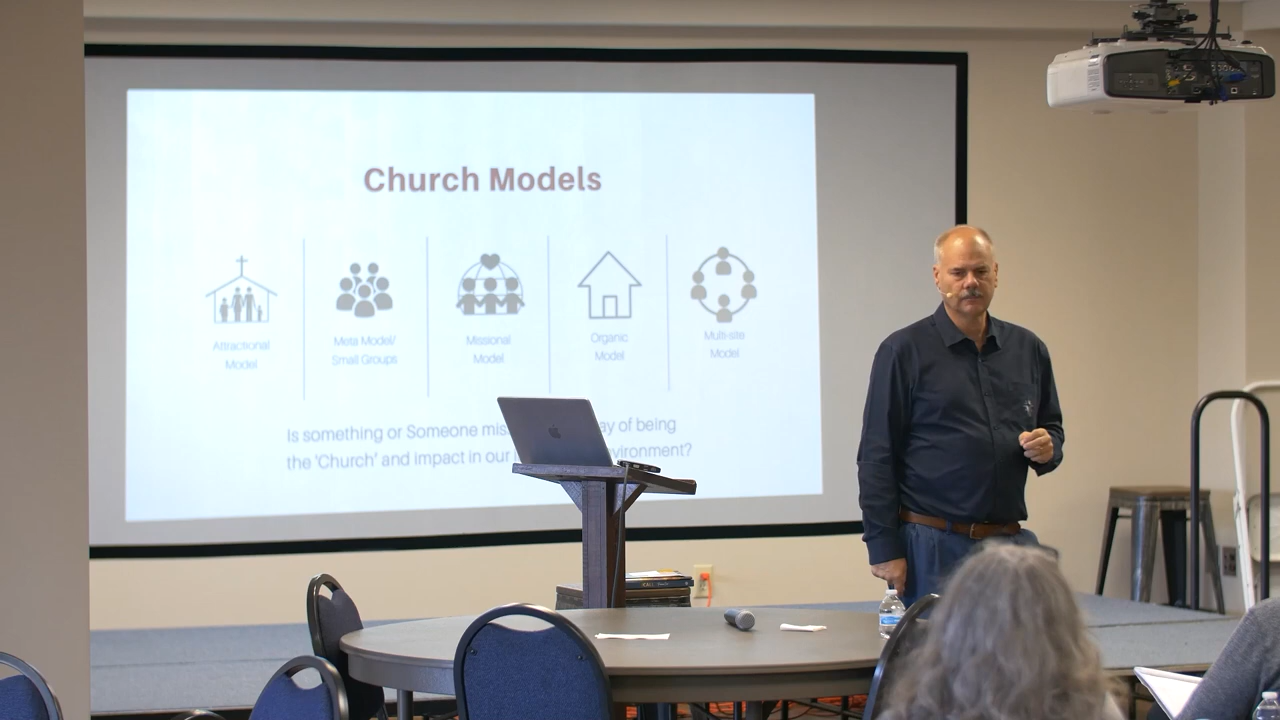 Church Models
Attractional
Model
Meta Model/
Small Groups
Missional
Model
Organic
Model
Multi-site
Model
Is something or Someone mis ay of being
the 'Church' and impact in our vironment?